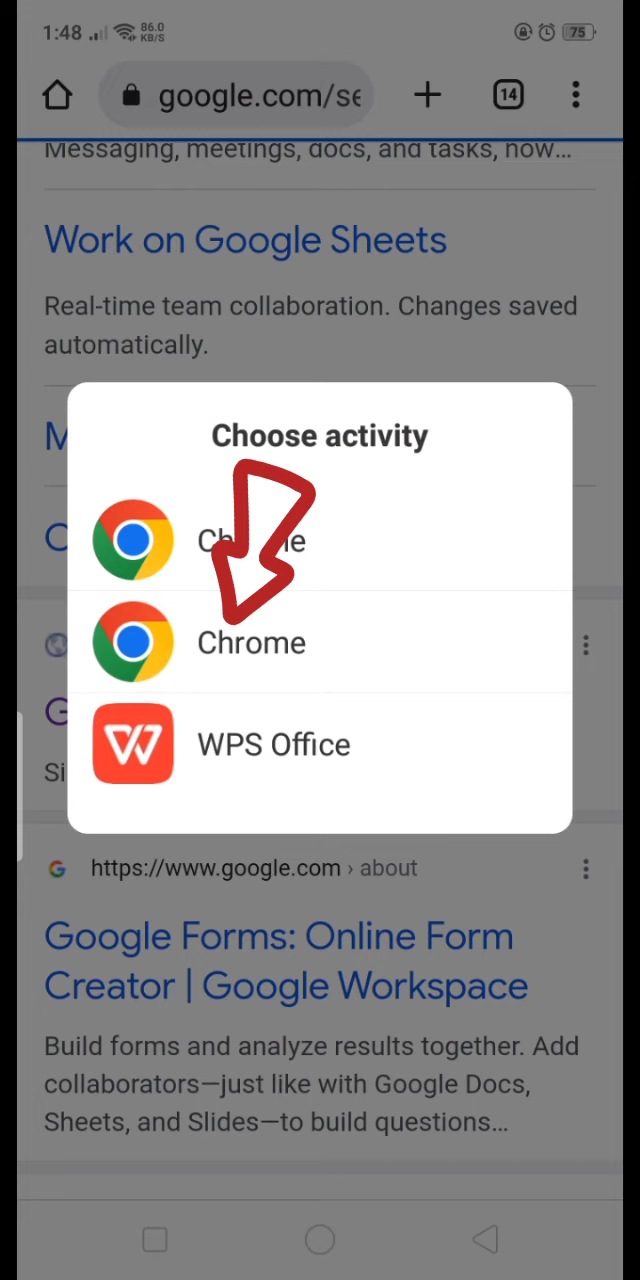 1:48 86.0 KB/S 75
google.com/se 14
Messaging, meetings, docs, and tasks, now...
Work on Google Sheets
Real-time team collaboration. Changes saved
automatically.
M
Choose activity
C
Chrome
G
Si
WPS Office
https://www.google.com › about
Google Forms: Online Form
Creator | Google Workspace
Build forms and analyze results together. Add
collaborators—just like with Google Docs,
Sheets, and Slides—to build questions...